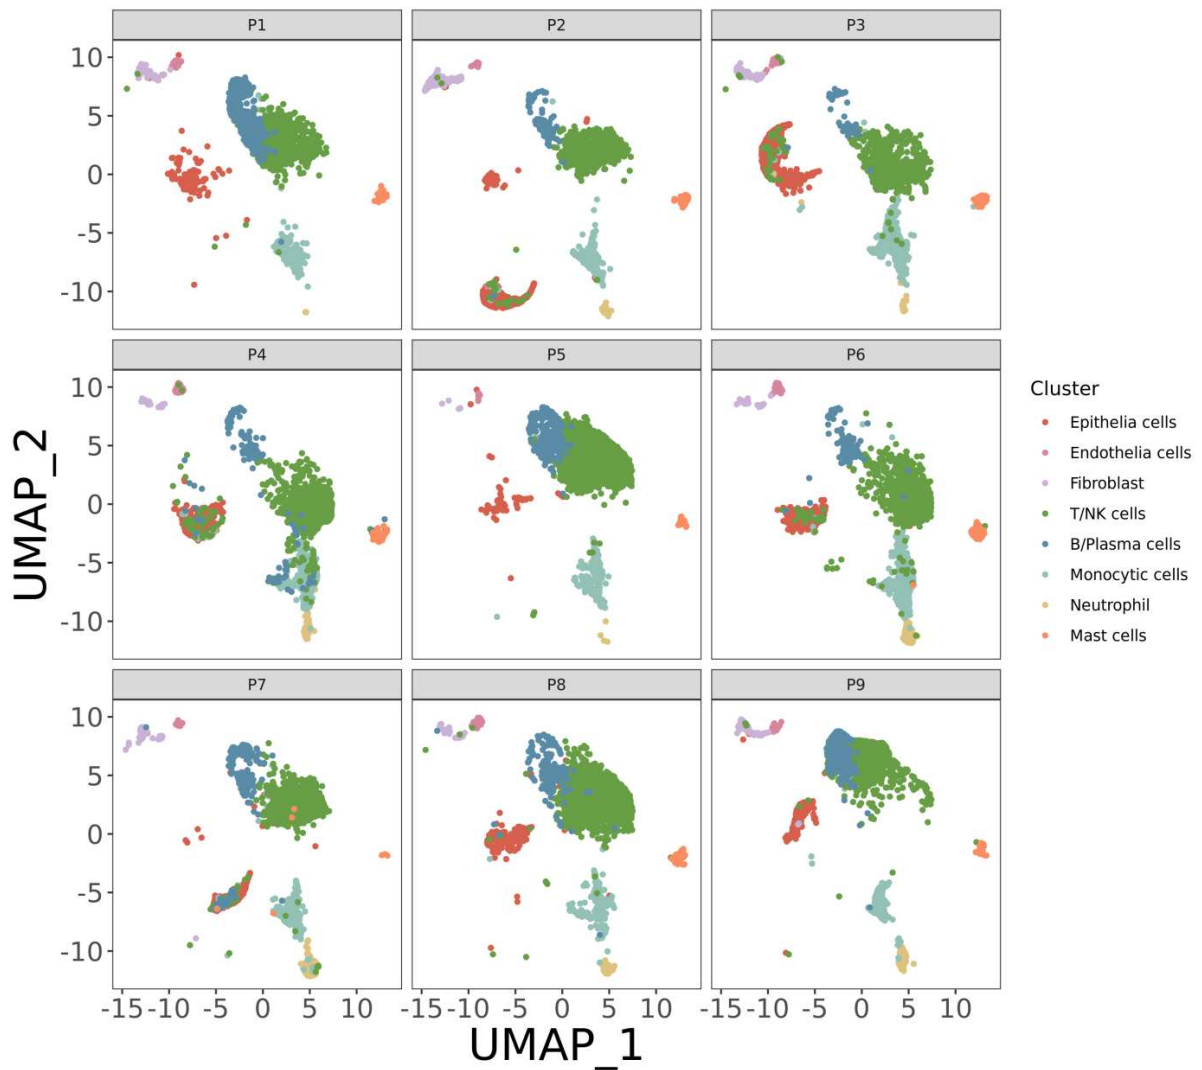 P1 P2 P3
10
5
0
-5
-10
P4 P5 P6
10
5
0
-5
-10
P7 P8 P9
10
5
0
-5
-10
-15 -10 -5 0 5 10 -15 -10 -5 0 5 10 -15 -10 -5 0 5 10
UMAP_1
UMAP_2
Cluster
Epithelia cells
Endothelia cells
Fibroblast
T/NK cells
B/Plasma cells
Monocytic cells
Neutrophil
Mast cells